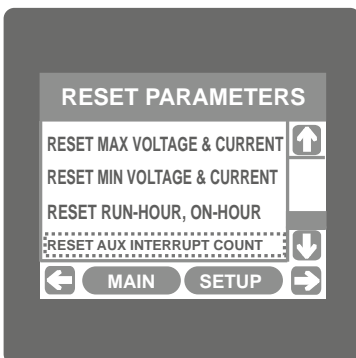 RESET PARAMETERS
RESET MAX VOLTAGE & CURRENT
RESET MIN VOLTAGE & CURRENT
RESET RUN-HOUR, ON-HOUR
RESET AUX INTERRUPT COUNT
MAIN SETUP